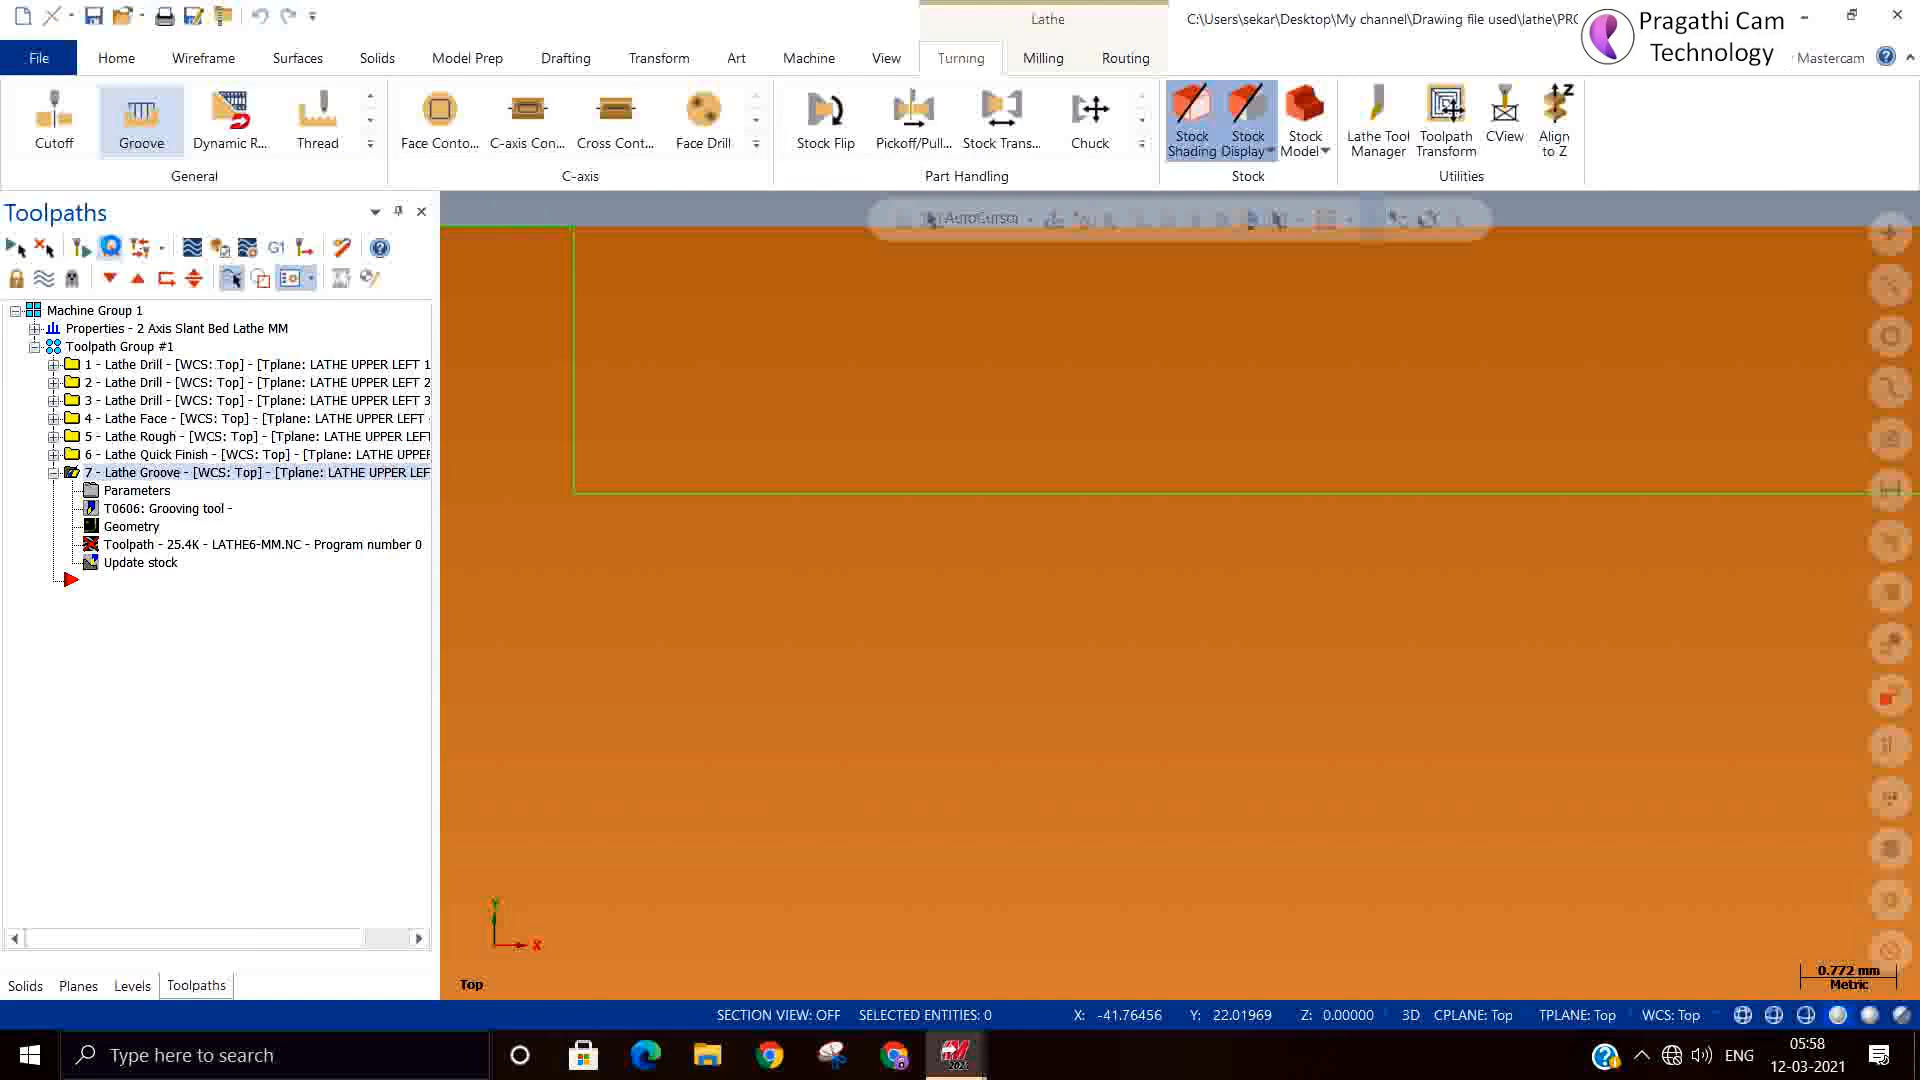 Lathe
C:\Users\sekar\Desktop\My channel\Drawing file used\lathe\PRO
Pragathi Cam
Technology
Mastercam
File
Home
Wireframe
Surfaces
Solids
Model Prep
Drafting
Transform
Art
Machine
View
Turning
Milling
Routing
Cutoff
Groove
Dynamic R...
Thread
Face Conto...
C-axis Con...
Cross Cont...
Face Drill
Stock Flip
Pickoff/Pull...
Stock Trans...
Chuck
Stock Shading
Stock Display
Stock Model
Lathe Tool Manager
Toolpath Transform
CView
Align to Z
General
C-axis
Part Handling
Stock
Utilities
Toolpaths
AutoCursor
G1
Machine Group 1
Properties - 2 Axis Slant Bed Lathe MM
Toolpath Group #1
1 - Lathe Drill - [WCS: Top] - [Tplane: LATHE UPPER LEFT 1
2 - Lathe Drill - [WCS: Top] - [Tplane: LATHE UPPER LEFT 2
3 - Lathe Drill - [WCS: Top] - [Tplane: LATHE UPPER LEFT 3
4 - Lathe Face - [WCS: Top] - [Tplane: LATHE UPPER LEFT
5 - Lathe Rough - [WCS: Top] - [Tplane: LATHE UPPER LEFT
6 - Lathe Quick Finish - [WCS: Top] - [Tplane: LATHE UPPER
7 - Lathe Groove - [WCS: Top] - [Tplane: LATHE UPPER LEF
Parameters
T0606: Grooving tool -
Geometry
Toolpath - 25.4K - LATHE6-MM.NC - Program number 0
Update stock
Y
X
Top
0.772 mm
Metric
Solids
Planes
Levels
Toolpaths
SECTION VIEW: OFF
SELECTED ENTITIES: 0
X: -41.76456
Y: 22.01969
Z: 0.00000
3D
CPLANE: Top
TPLANE: Top
WCS: Top
Type here to search
2021
ENG
05:58
12-03-2021